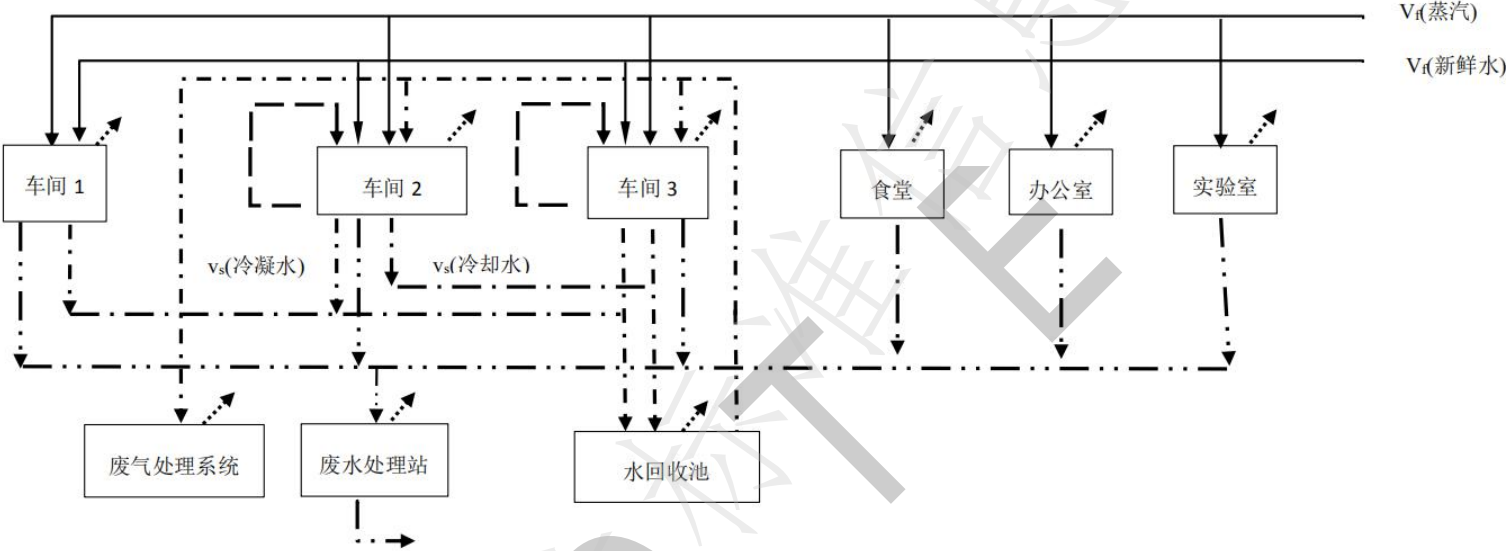 Vf(蒸汽)
Vf(新鲜水)
车间 1
车间 2
车间 3
食堂
办公室
实验室
vs(冷凝水)
vs(冷却水)
废气处理系统
废水处理站
水回收池